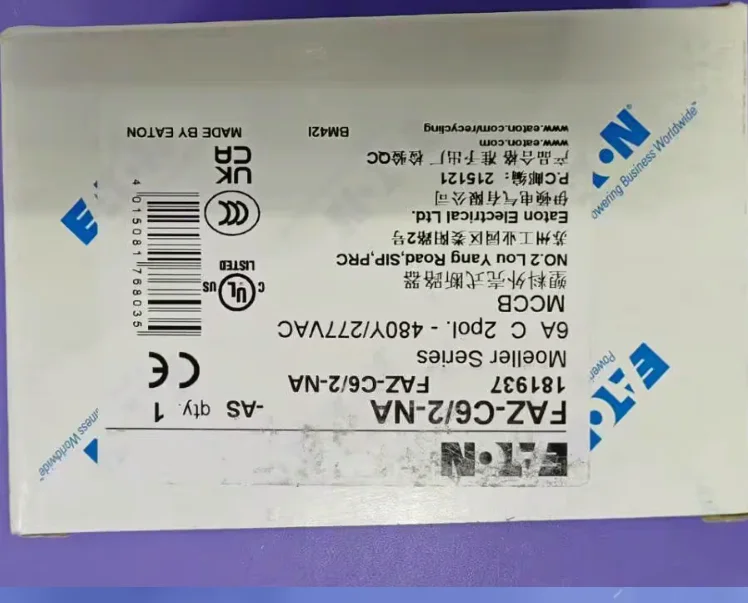 EATON
FAZ-C6/2-NA -AS qty. 1
181937 FAZ-C6/2-NA
Moeller Series
6A C 2pol. - 480Y/277VAC
MCCB
塑料外壳式断路器
NO.2 Lou Yang Road,SIP,PRC
苏州工业园区娄阳路2号
Eaton Electrical Ltd.
伊顿电气有限公司
P.C邮编：215121
产品合格 准予出厂 检验QC
www.eaton.com
www.eaton.com/recycling
BM42I
MADE BY EATON
CE
C UL US
LISTED
CCC
UK
CA
4015081768035
EATON
Powering Business Worldwide